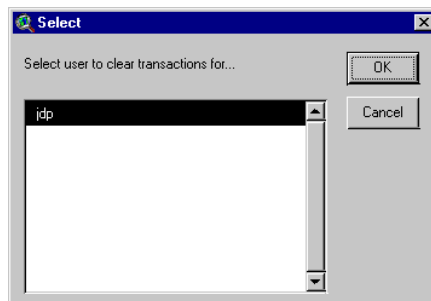 Select
Select user to clear transactions for...
OK
jdp
Cancel